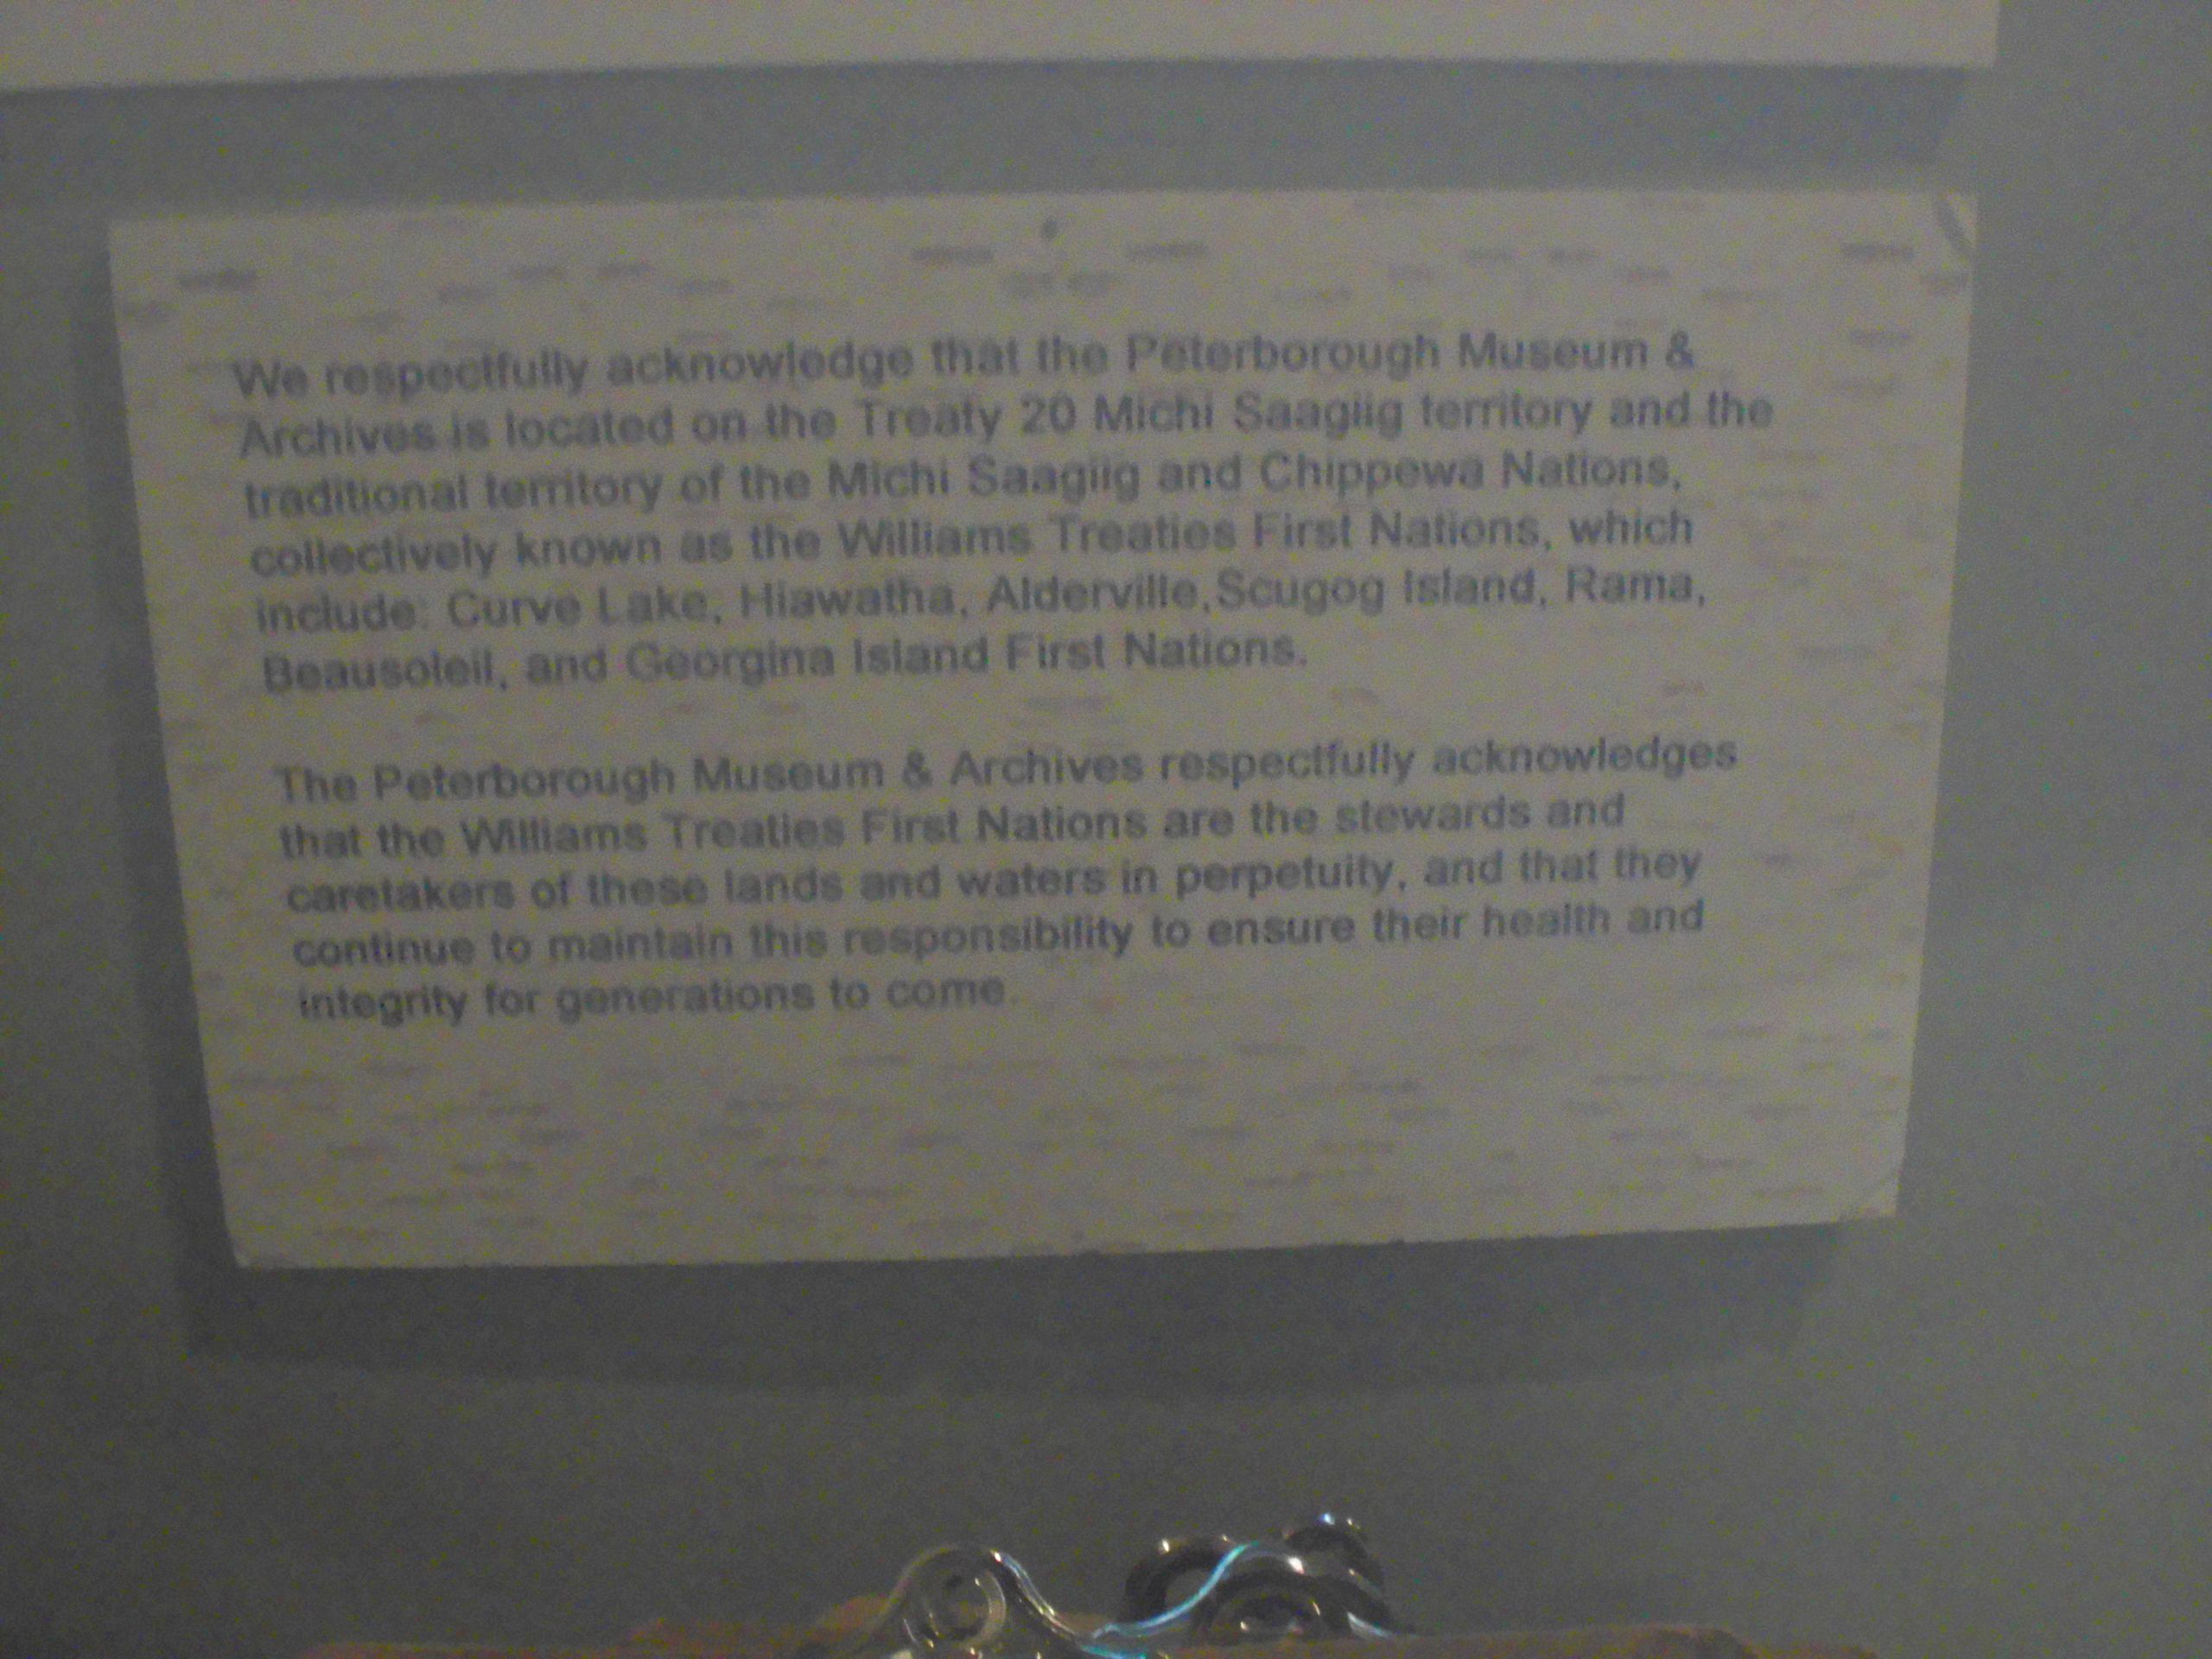 We respectfully acknowledge that the Peterborough Museum &
Archives is located on the Treaty 20 Michi Saagiig territory and the
traditional territory of the Michi Saagiig and Chippewa Nations,
collectively known as the Williams Treaties First Nations, which
include: Curve Lake, Hiawatha, Alderville,Scugog Island, Rama,
Beausoleil, and Georgina Island First Nations.
The Peterborough Museum & Archives respectfully acknowledges
that the Williams Treaties First Nations are the stewards and
caretakers of these lands and waters in perpetuity, and that they
continue to maintain this responsibility to ensure their health and
integrity for generations to come.